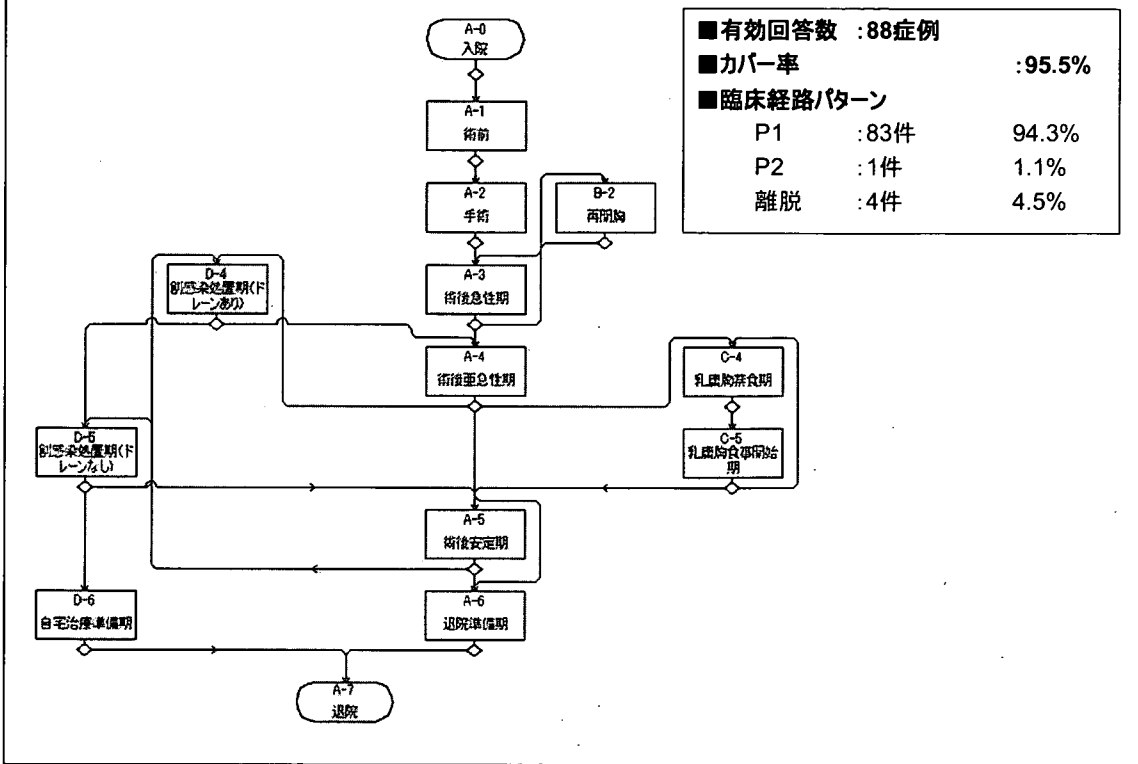 A-0
入院
A-1
術前
A-2
手術
B-2
再開胸
A-3
術後急性期
D-4
創感染処置期(ド
レーンあり)
A-4
術後亜急性期
C-4
乳糜胸禁食期
D-5
創感染処置期(ド
レーンなし)
C-5
乳糜胸食事開始
期
A-5
術後安定期
D-6
自宅治療準備期
A-6
退院準備期
A-7
退院
■有効回答数 :88症例
■カバー率 :95.5%
■臨床経路パターン
P1 :83件 94.3%
P2 :1件 1.1%
離脱 :4件 4.5%